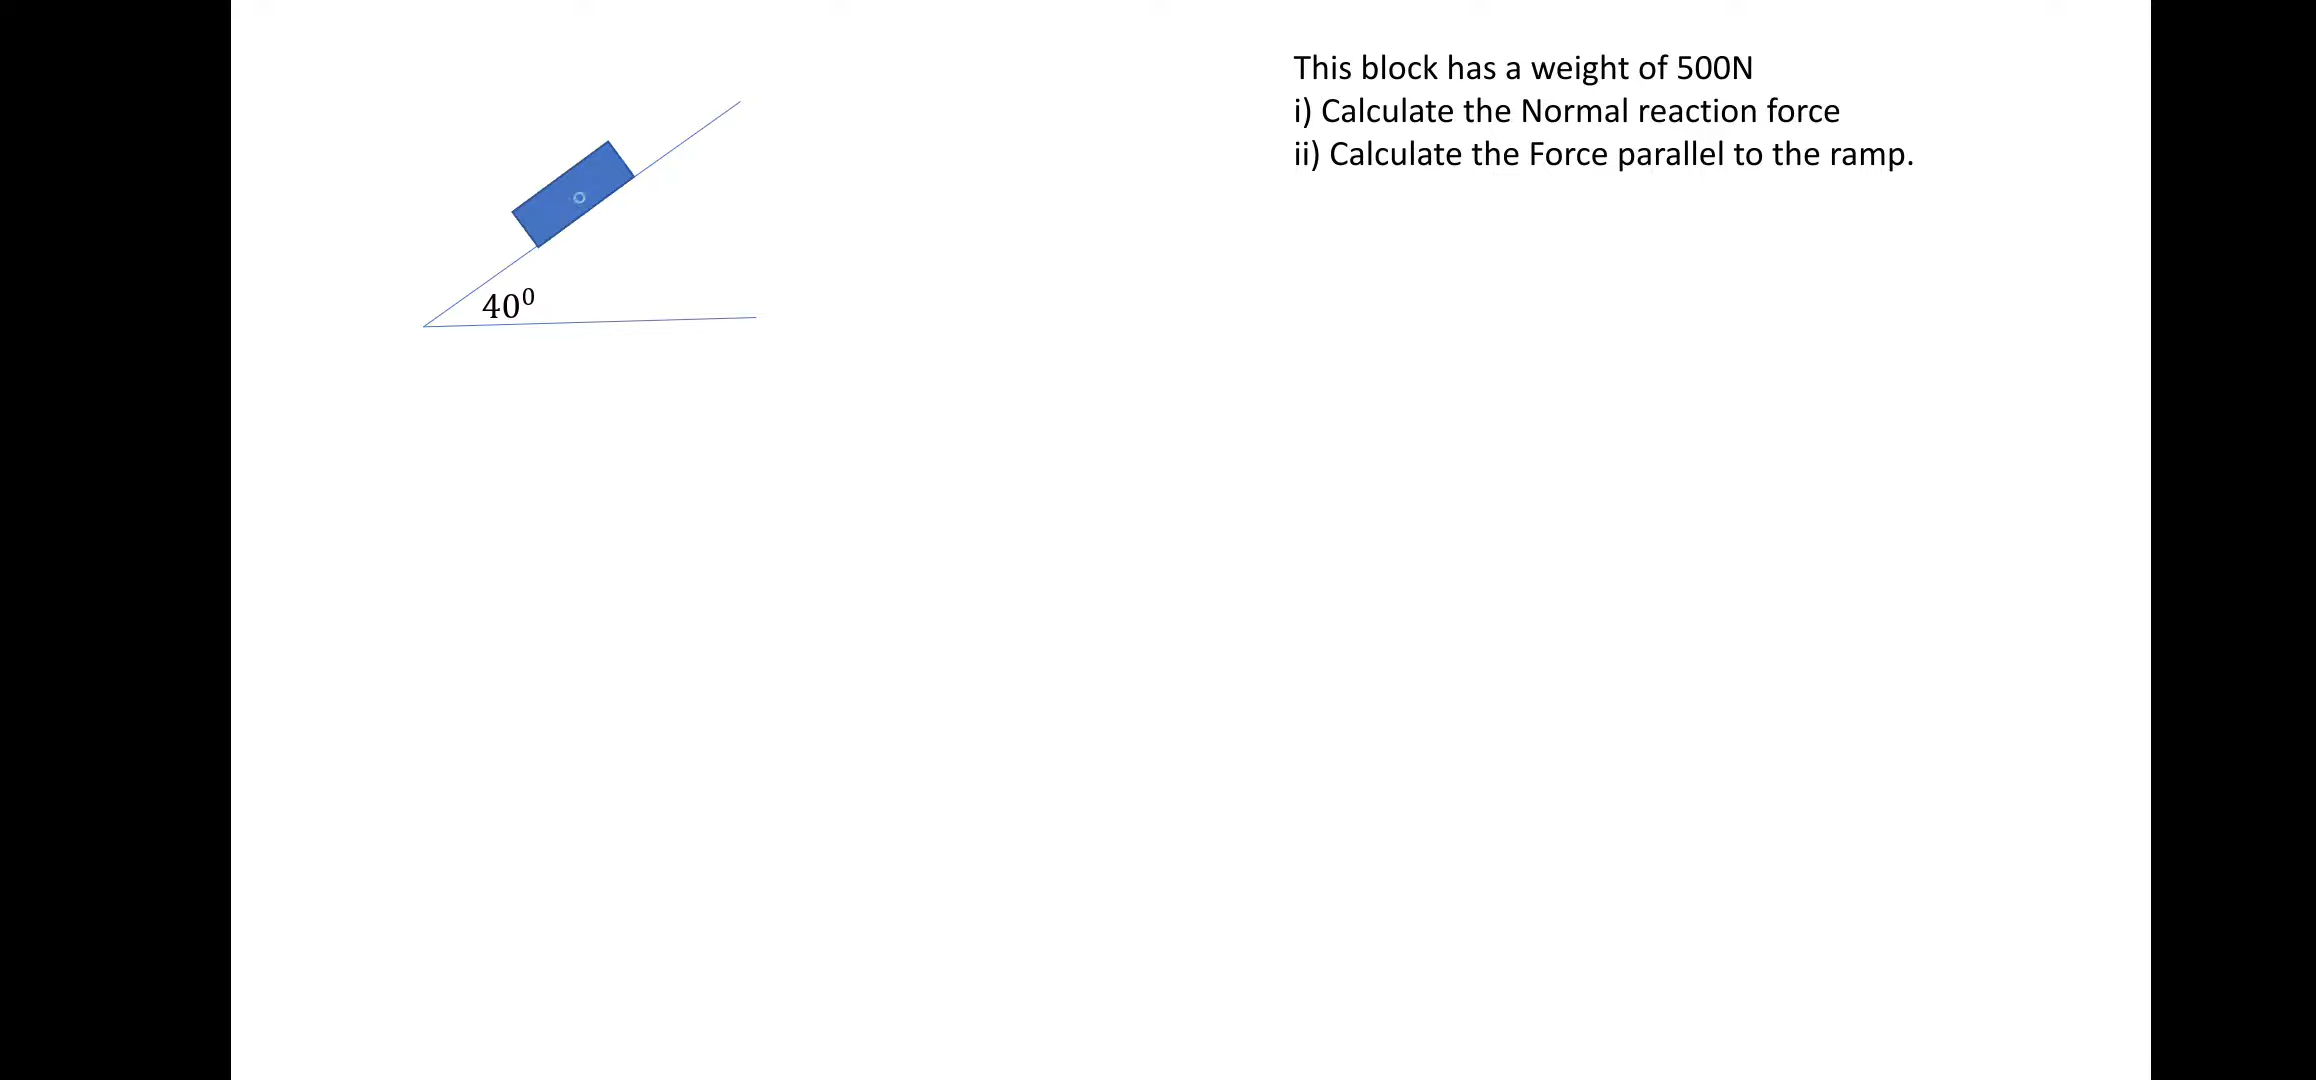 This block has a weight of 500N
i) Calculate the Normal reaction force
ii) Calculate the Force parallel to the ramp.
40⁰